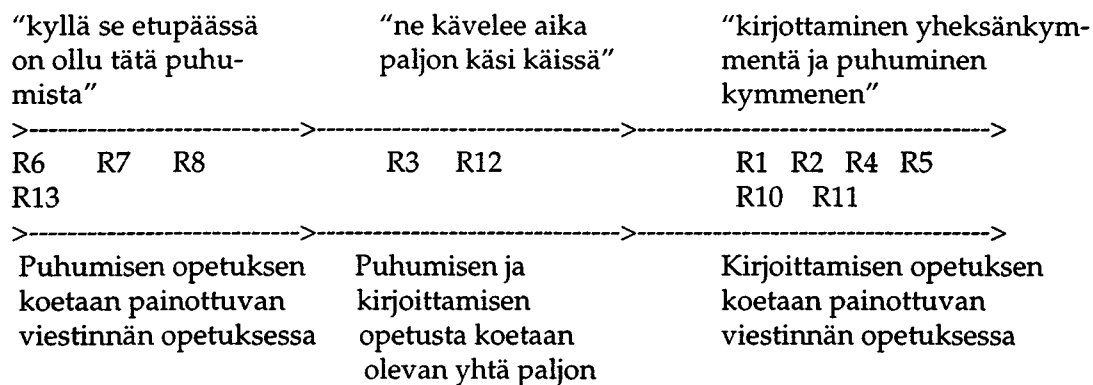 ”kyllä se etupäässä on ollu tätä puhu-mista”
”ne kävelee aika paljon käsi käissä”
”kirjottaminen yheksänkym-mentä ja puhuminen kymmenen”
>---------------------------->------------------------------->------------------------------------>
R6 R7 R8 R3 R12 R1 R2 R4 R5
R13 R10 R11
>---------------------------->------------------------------->------------------------------------>
Puhumisen opetuksen
koetaan painottuvan
viestinnän opetuksessa
Puhumisen ja
kirjoittamisen
opetusta koetaan
olevan yhtä paljon
Kirjoittamisen opetuksen
koetaan painottuvan
viestinnän opetuksessa